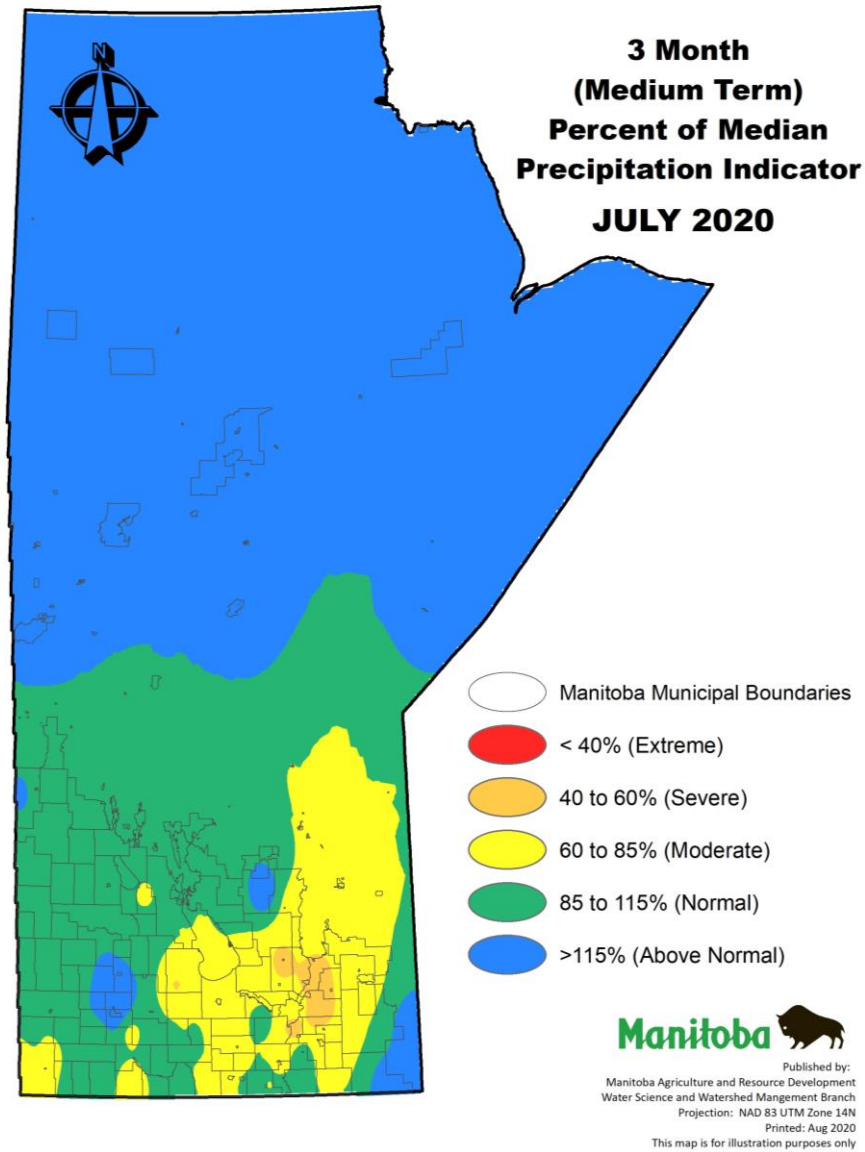 N
3 Month
(Medium Term)
Percent of Median
Precipitation Indicator
JULY 2020
Manitoba Municipal Boundaries
< 40% (Extreme)
40 to 60% (Severe)
60 to 85% (Moderate)
85 to 115% (Normal)
>115% (Above Normal)
Manitoba
Published by:
Manitoba Agriculture and Resource Development
Water Science and Watershed Mangement Branch
Projection: NAD 83 UTM Zone 14N
Printed: Aug 2020
This map is for illustration purposes only